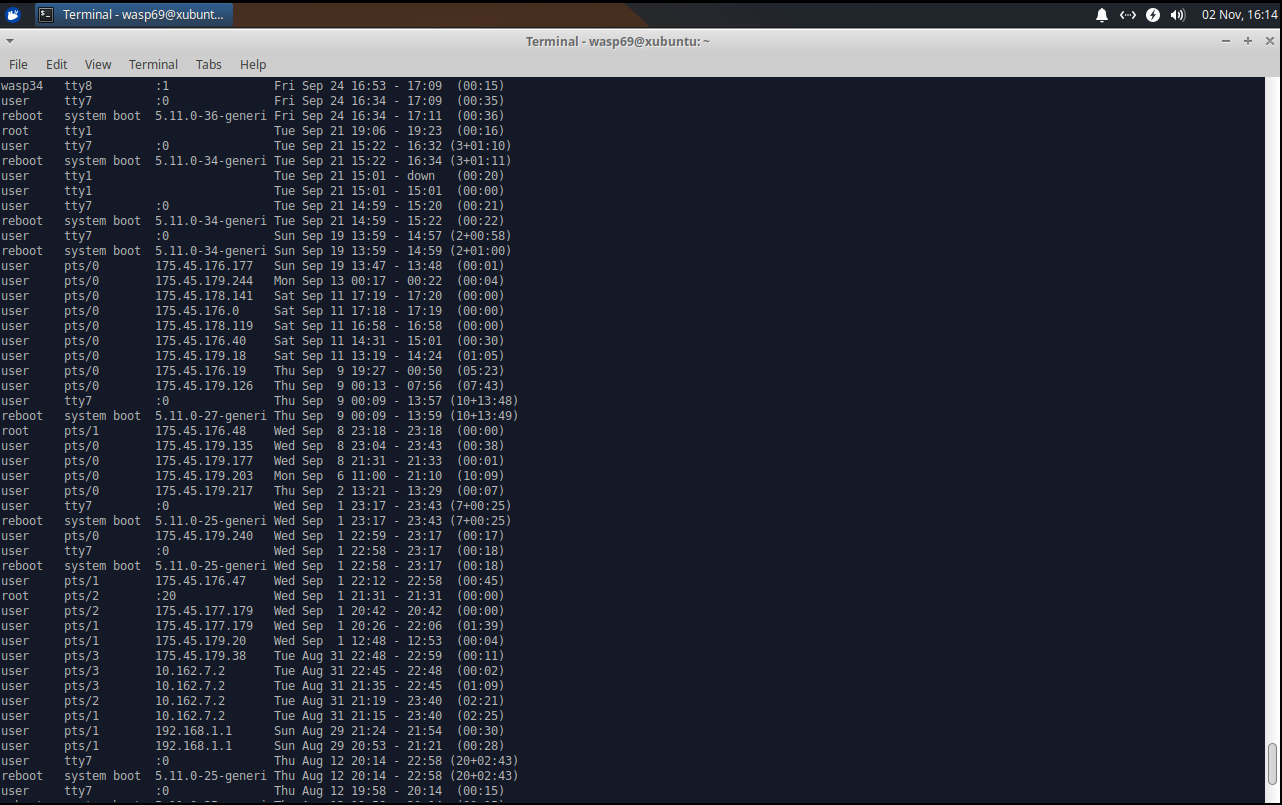 Terminal - wasp69@xubunt... 02 Nov, 16:14
Terminal - wasp69@xubuntu: ~
File Edit View Terminal Tabs Help
wasp34   tty8         :1               Fri Sep 24 16:53 - 17:09  (00:15)
user     tty7         :0               Fri Sep 24 16:34 - 17:09  (00:35)
reboot   system boot  5.11.0-36-generi Fri Sep 24 16:34 - 17:11  (00:36)
root     tty1                          Tue Sep 21 19:06 - 19:23  (00:16)
user     tty7         :0               Tue Sep 21 15:22 - 16:32 (3+01:10)
reboot   system boot  5.11.0-34-generi Tue Sep 21 15:22 - 16:34 (3+01:11)
user     tty1                          Tue Sep 21 15:01 - down   (00:20)
user     tty1                          Tue Sep 21 15:01 - 15:01  (00:00)
user     tty7         :0               Tue Sep 21 14:59 - 15:20  (00:21)
reboot   system boot  5.11.0-34-generi Tue Sep 21 14:59 - 15:22  (00:22)
user     tty7         :0               Sun Sep 19 13:59 - 14:57 (2+00:58)
reboot   system boot  5.11.0-34-generi Sun Sep 19 13:59 - 14:59 (2+01:00)
user     pts/0        175.45.176.177   Sun Sep 19 13:47 - 13:48  (00:01)
user     pts/0        175.45.179.244   Mon Sep 13 00:17 - 00:22  (00:04)
user     pts/0        175.45.178.141   Sat Sep 11 17:19 - 17:20  (00:00)
user     pts/0        175.45.176.0     Sat Sep 11 17:18 - 17:19  (00:00)
user     pts/0        175.45.178.119   Sat Sep 11 16:58 - 16:58  (00:00)
user     pts/0        175.45.176.40    Sat Sep 11 14:31 - 15:01  (00:30)
user     pts/0        175.45.179.18    Sat Sep 11 13:19 - 14:24  (01:05)
user     pts/0        175.45.176.19    Thu Sep  9 19:27 - 00:50  (05:23)
user     pts/0        175.45.179.126   Thu Sep  9 00:13 - 07:56  (07:43)
user     tty7         :0               Thu Sep  9 00:09 - 13:57 (10+13:48)
reboot   system boot  5.11.0-27-generi Thu Sep  9 00:09 - 13:59 (10+13:49)
root     pts/1        175.45.176.48    Wed Sep  8 23:18 - 23:18  (00:00)
user     pts/0        175.45.179.135   Wed Sep  8 23:04 - 23:43  (00:38)
user     pts/0        175.45.179.177   Wed Sep  8 21:31 - 21:33  (00:01)
user     pts/0        175.45.179.203   Mon Sep  6 11:00 - 21:10  (10:09)
user     pts/0        175.45.179.217   Thu Sep  2 13:21 - 13:29  (00:07)
user     tty7         :0               Wed Sep  1 23:17 - 23:43 (7+00:25)
reboot   system boot  5.11.0-25-generi Wed Sep  1 23:17 - 23:43 (7+00:25)
user     pts/0        175.45.179.240   Wed Sep  1 22:59 - 23:17  (00:17)
user     tty7         :0               Wed Sep  1 22:58 - 23:17  (00:18)
reboot   system boot  5.11.0-25-generi Wed Sep  1 22:58 - 23:17  (00:18)
user     pts/1        175.45.176.47    Wed Sep  1 22:12 - 22:58  (00:45)
root     pts/2        :20              Wed Sep  1 21:31 - 21:31  (00:00)
user     pts/2        175.45.177.179   Wed Sep  1 20:42 - 20:42  (00:00)
user     pts/1        175.45.177.179   Wed Sep  1 20:26 - 22:06  (01:39)
user     pts/1        175.45.179.20    Wed Sep  1 12:48 - 12:53  (00:04)
user     pts/3        175.45.179.38    Tue Aug 31 22:48 - 22:59  (00:11)
user     pts/3        10.162.7.2       Tue Aug 31 22:45 - 22:48  (00:02)
user     pts/3        10.162.7.2       Tue Aug 31 21:35 - 22:45  (01:09)
user     pts/2        10.162.7.2       Tue Aug 31 21:19 - 23:40  (02:21)
user     pts/1        10.162.7.2       Tue Aug 31 21:15 - 23:40  (02:25)
user     pts/1        192.168.1.1      Sun Aug 29 21:24 - 21:54  (00:30)
user     pts/1        192.168.1.1      Sun Aug 29 20:53 - 21:21  (00:28)
user     tty7         :0               Thu Aug 12 20:14 - 22:58 (20+02:43)
reboot   system boot  5.11.0-25-generi Thu Aug 12 20:14 - 22:58 (20+02:43)
user     tty7         :0               Thu Aug 12 19:58 - 20:14  (00:15)